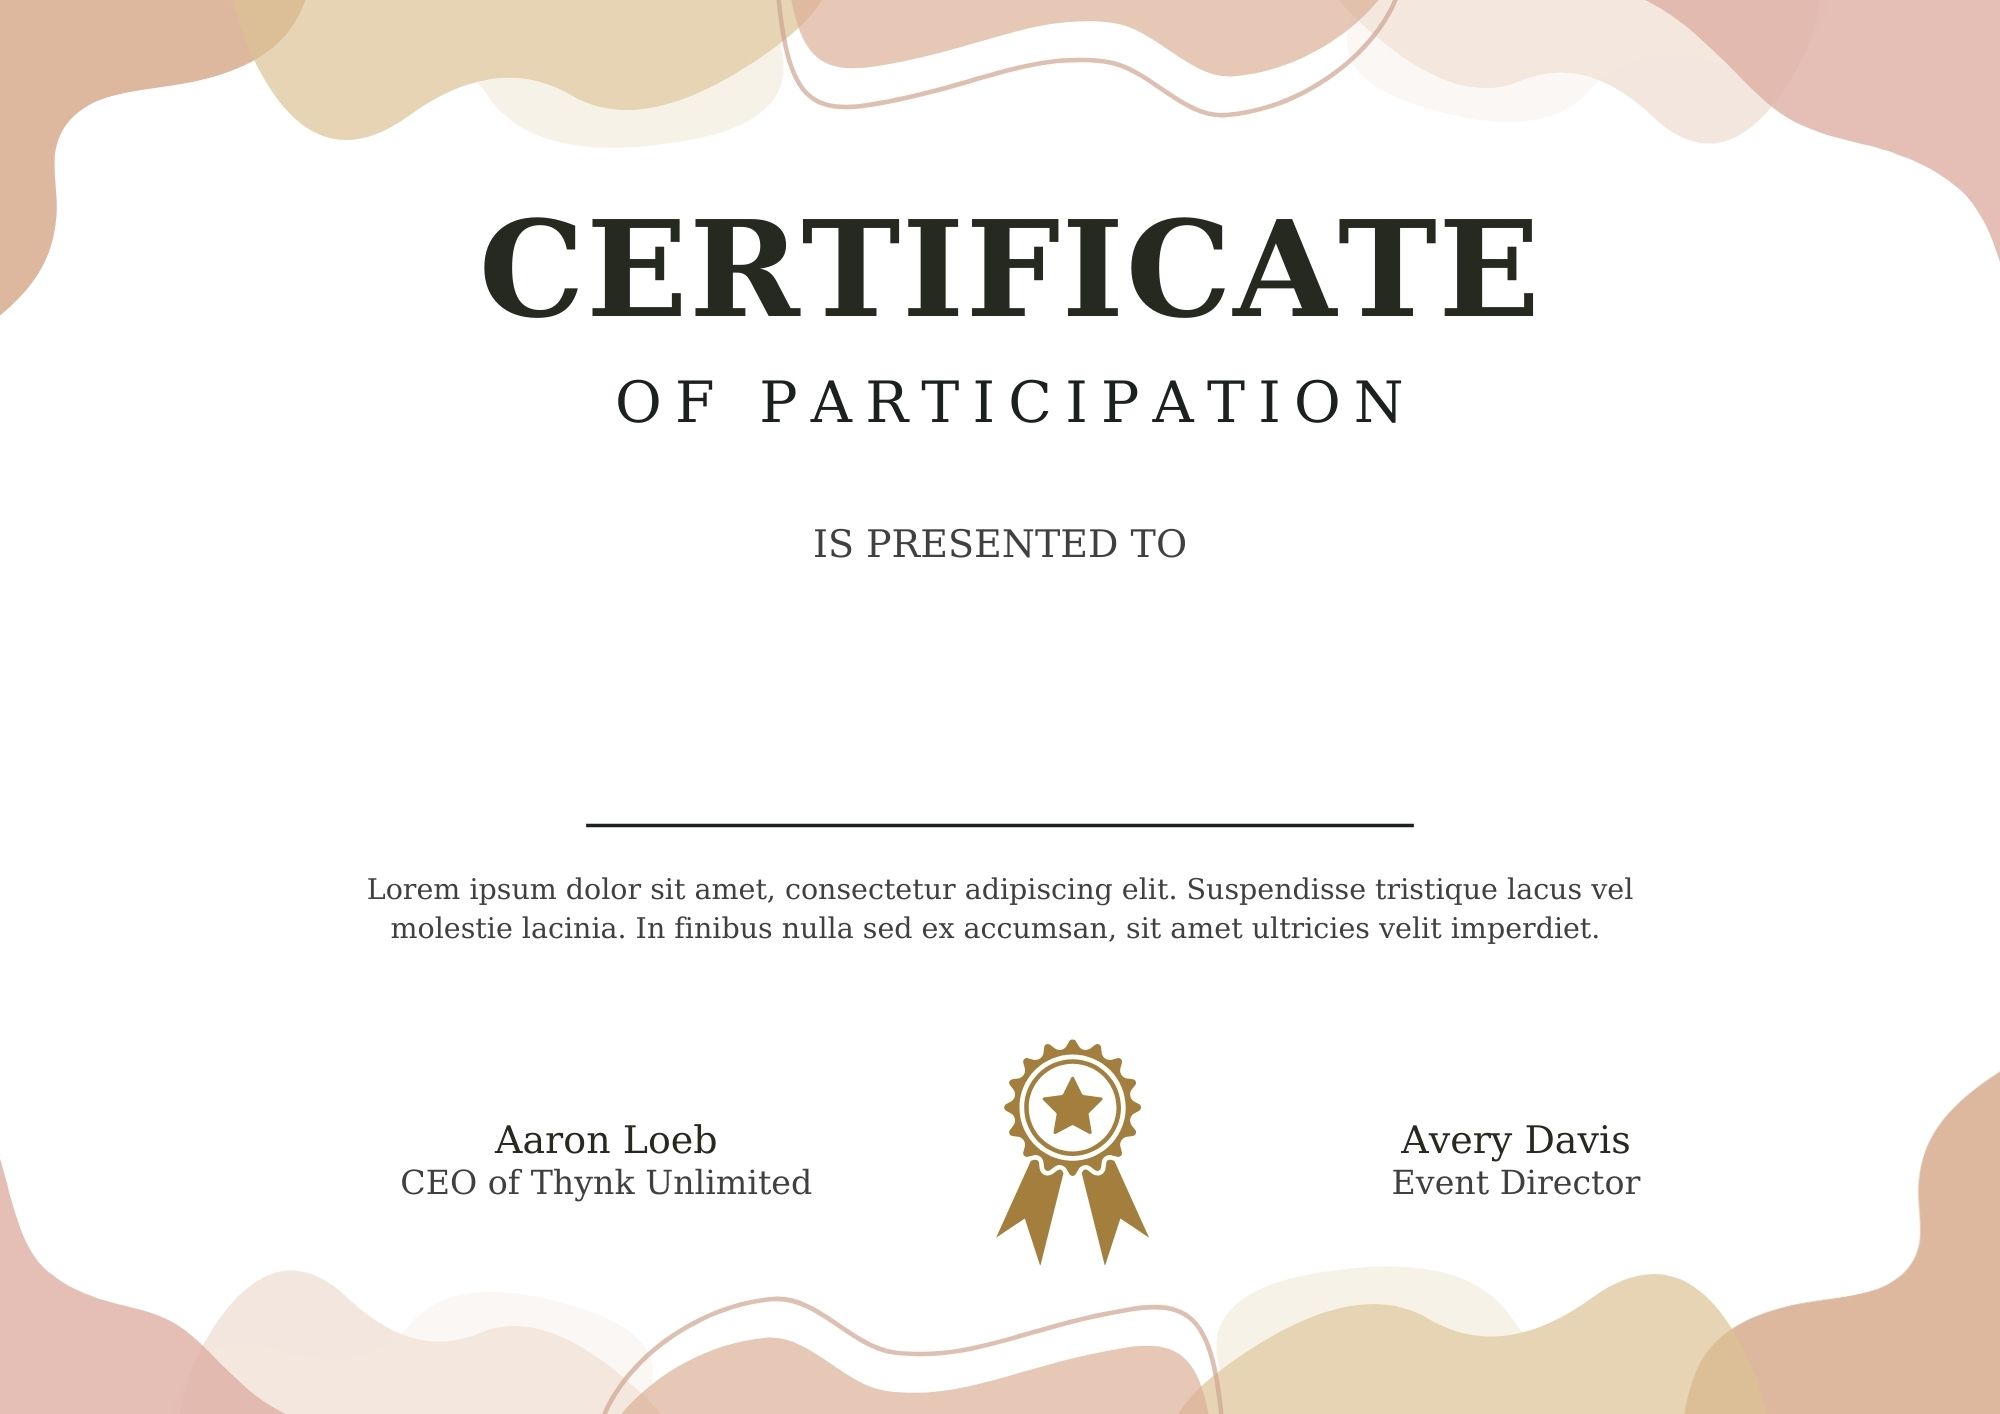 CERTIFICATE
OF PARTICIPATION
IS PRESENTED TO
Lorem ipsum dolor sit amet, consectetur adipiscing elit. Suspendisse tristique lacus vel
molestie lacinia. In finibus nulla sed ex accumsan, sit amet ultricies velit imperdiet.
Aaron Loeb
CEO of Thynk Unlimited
Avery Davis
Event Director